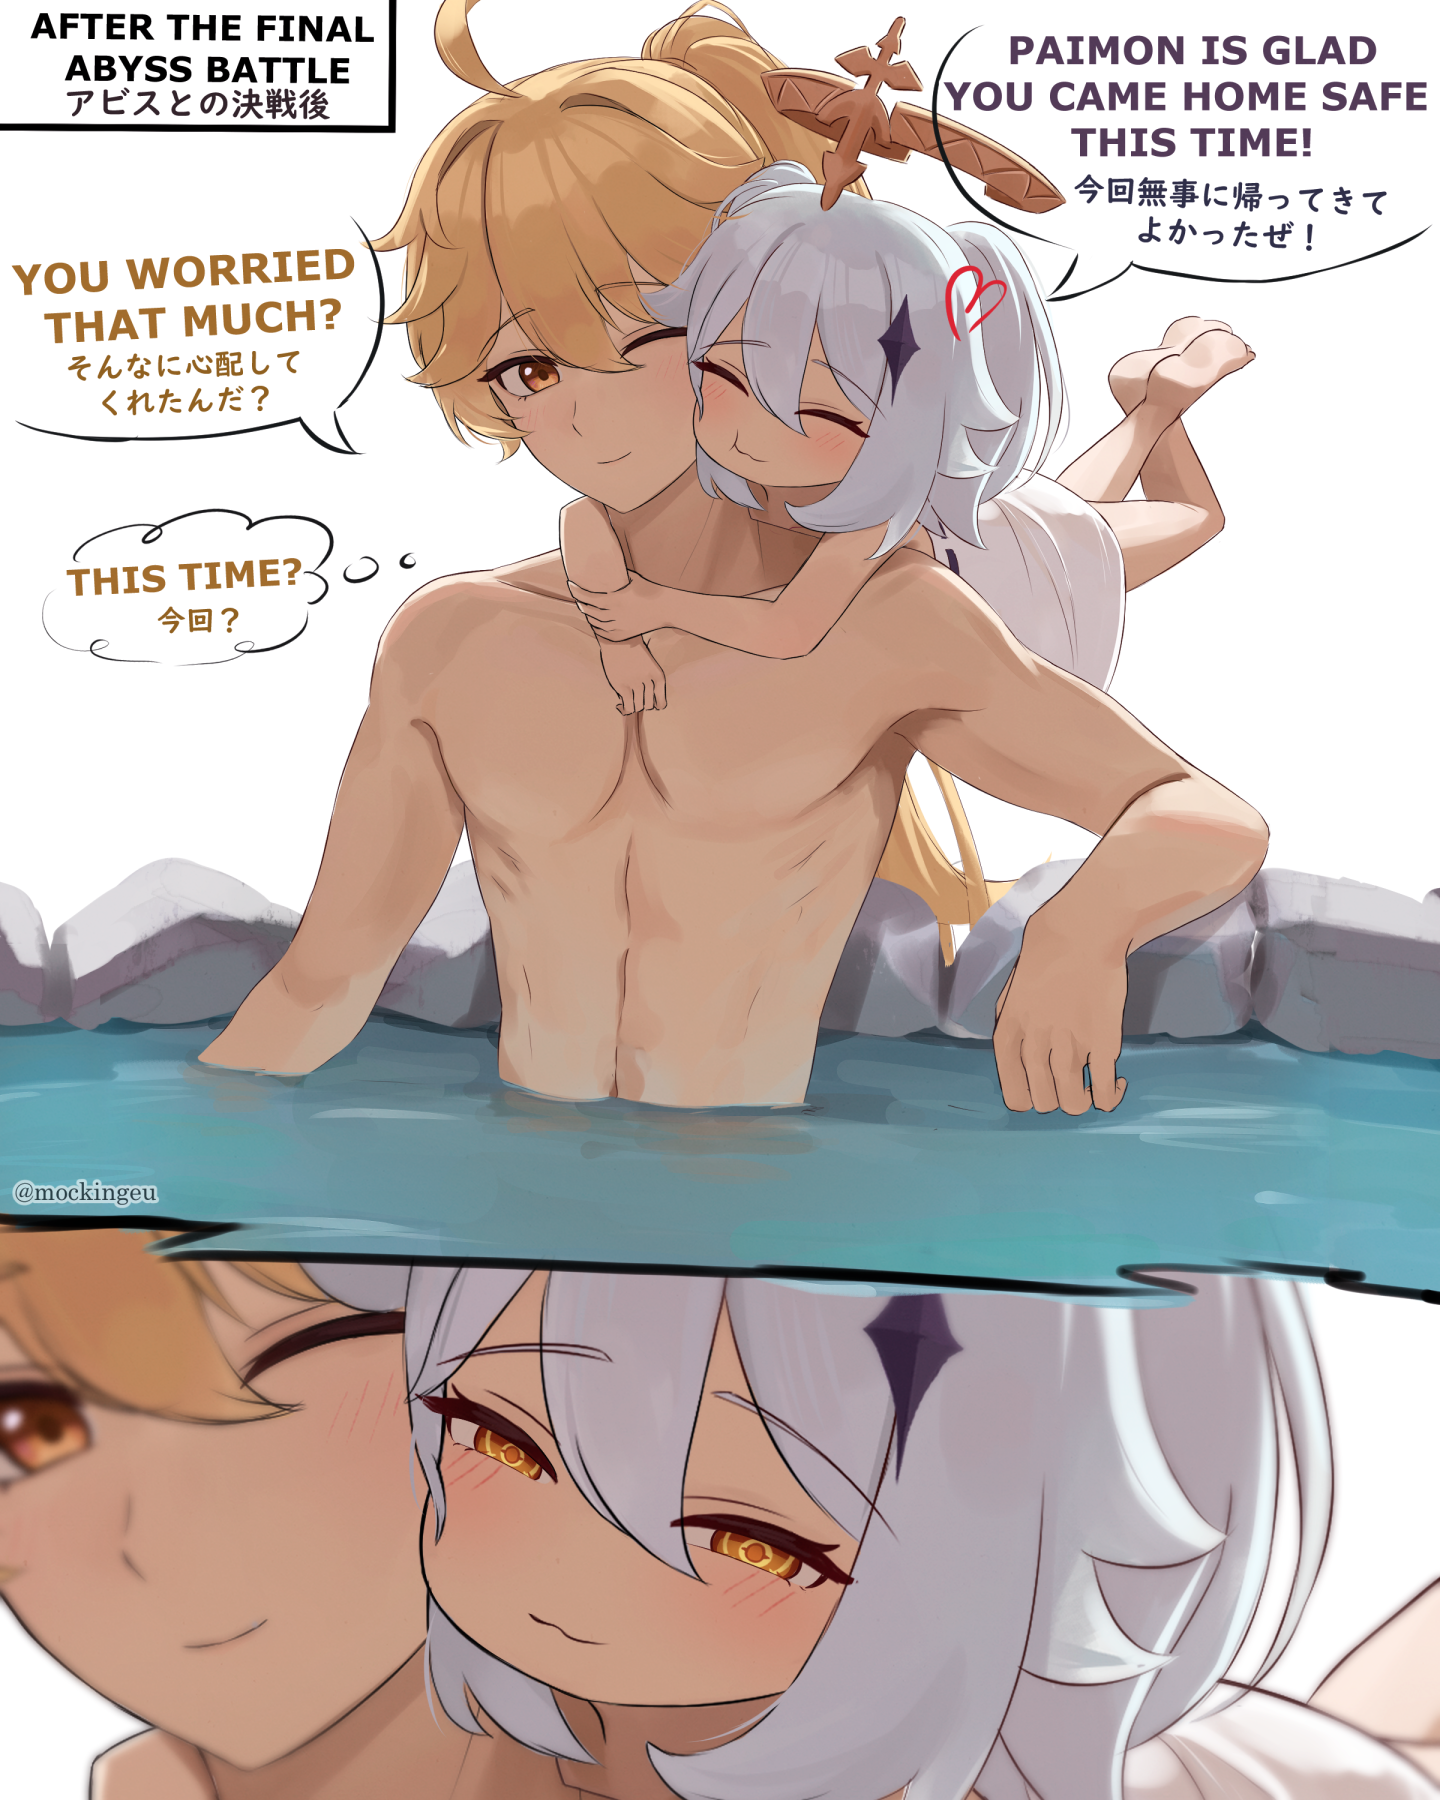 AFTER THE FINAL
ABYSS BATTLE
アビスとの決戦後
PAIMON IS GLAD
YOU CAME HOME SAFE
THIS TIME!
今回無事に帰ってきて
よかったぜ！
YOU WORRIED
THAT MUCH?
そんなに心配して
くれたんだ？
THIS TIME?
今回？
@mockingeu